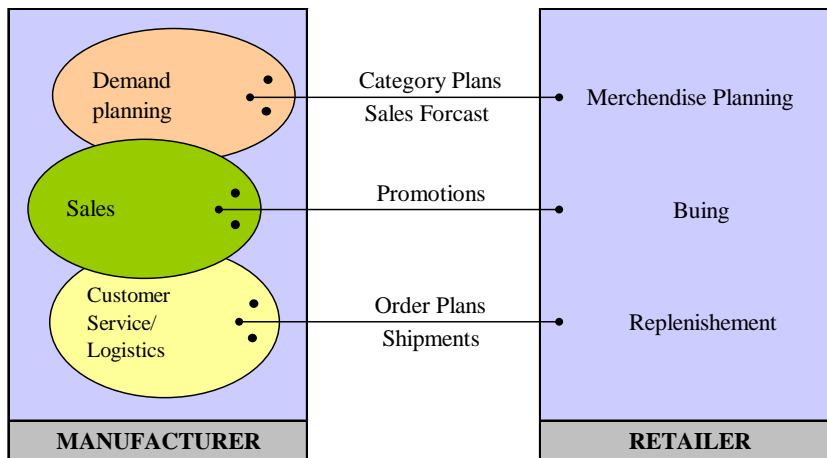 Demand
planning
Category Plans
Sales Forcast
Merchendise Planning
Sales
Promotions
Buing
Customer
Service/
Logistics
Order Plans
Shipments
Replenishement
MANUFACTURER
RETAILER